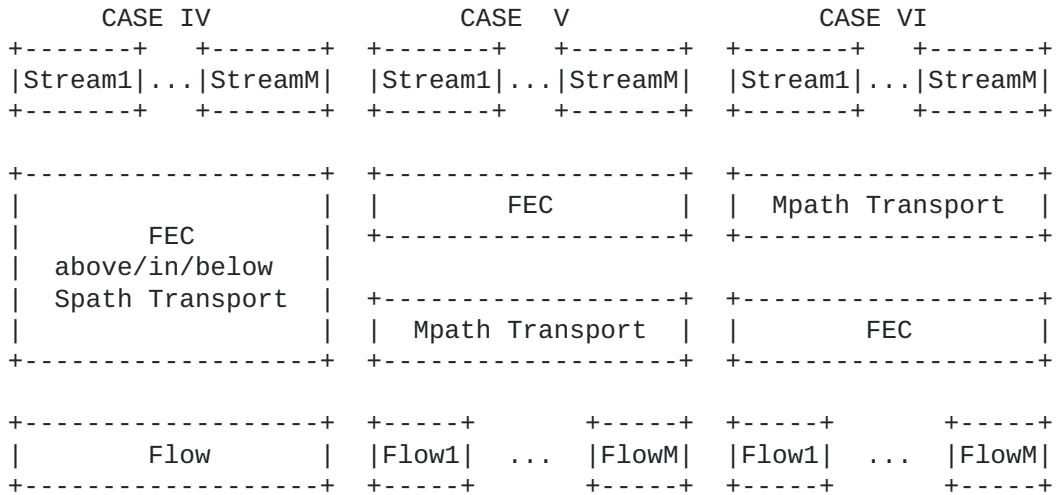 CASE IV CASE V CASE VI
Stream1 ... StreamM Stream1 ... StreamM Stream1 ... StreamM
FEC Mpath Transport
FEC
above/in/below
Spath Transport
Mpath Transport FEC
Flow Flow1 ... FlowM Flow1 ... FlowM